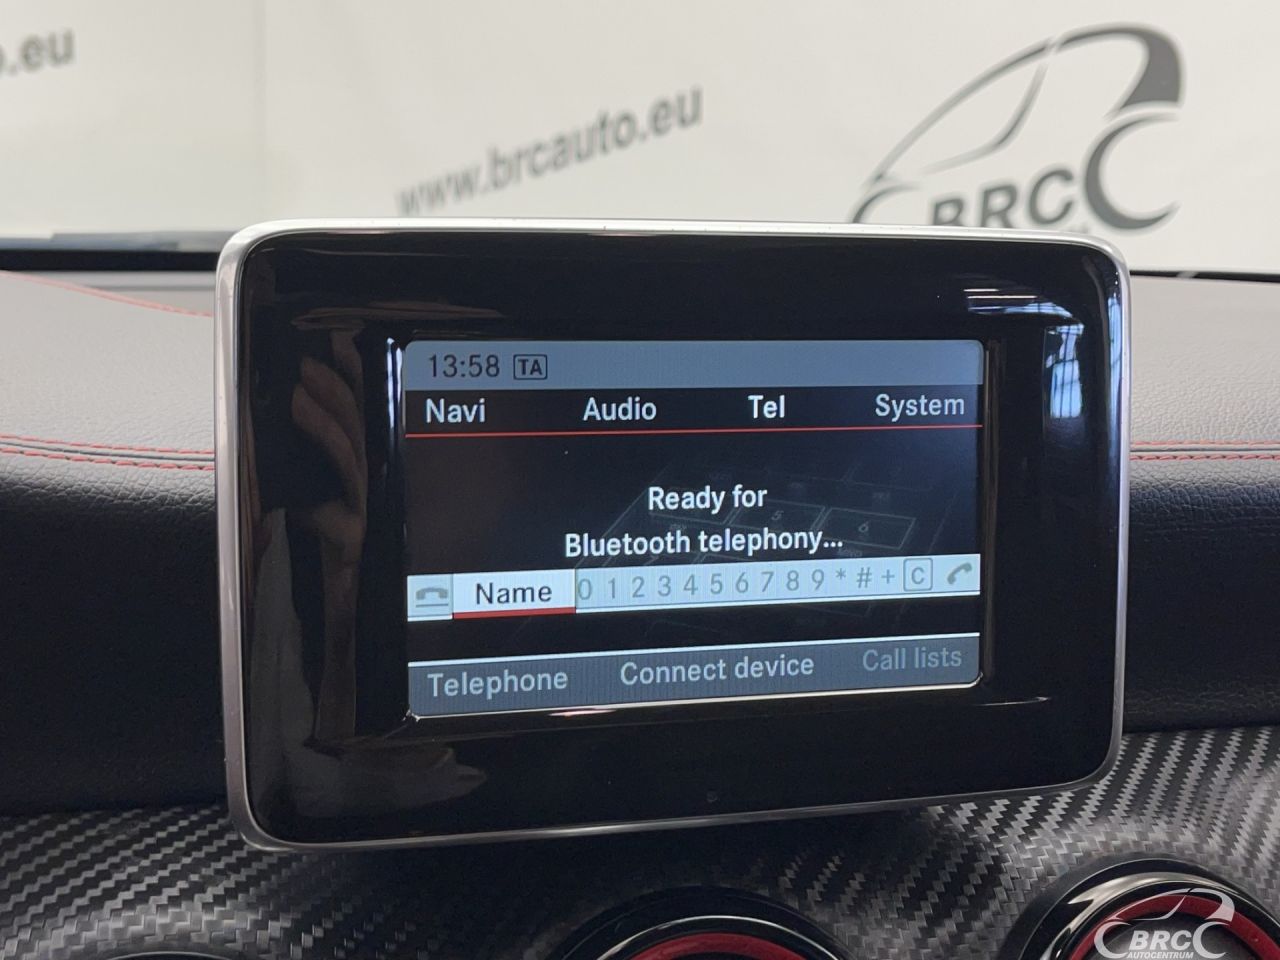 o.eu
www.brcauto.eu
BRC
13:58 TA
Navi Audio Tel System
Ready for
Bluetooth telephony...
Name 0 1 2 3 4 5 6 7 8 9 * # + C
Telephone Connect device Call lists
BRC
AUTOCENTRUM